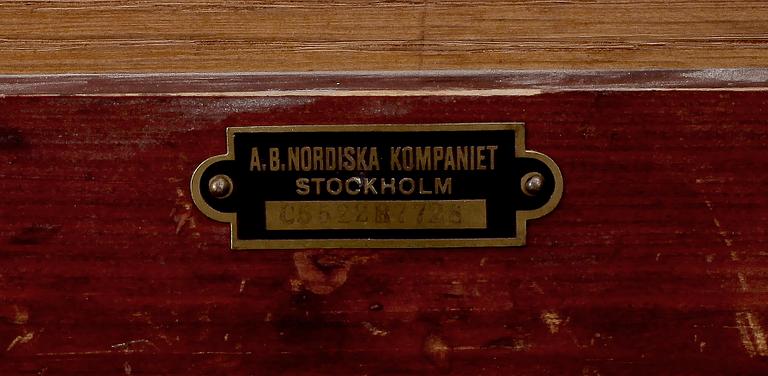 A.B. NORDISKA KOMPANIET
STOCKHOLM